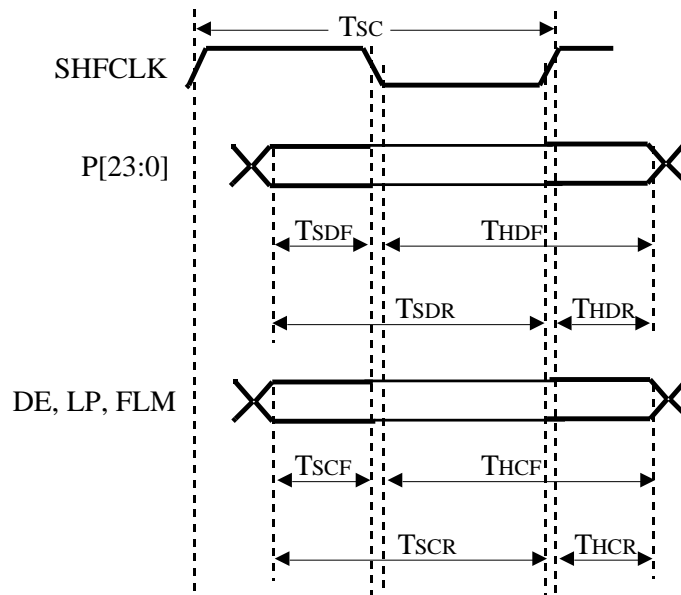 TSC
SHFCLK
P[23:0]
TSDF THDF
TSDR THDR
DE, LP, FLM
TSCF THCF
TSCR THCR